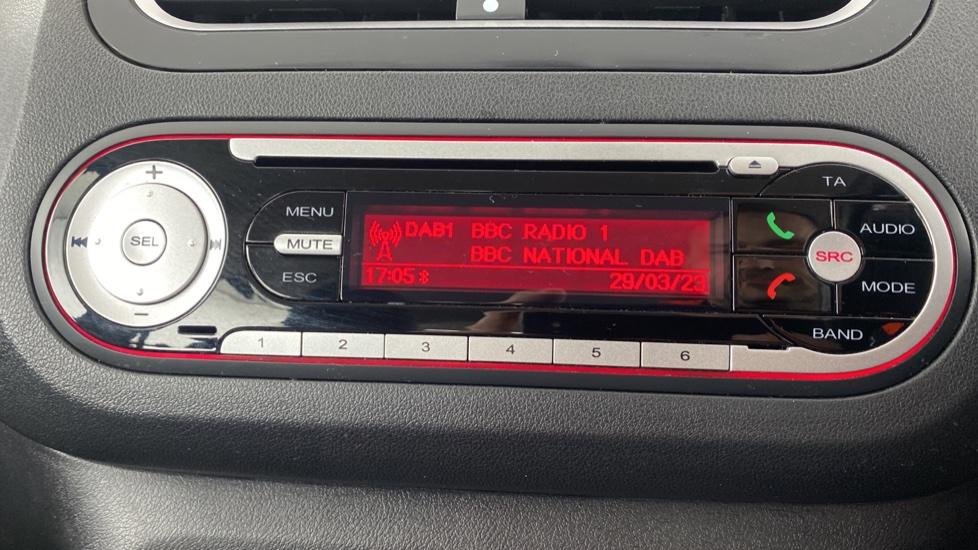 +
SEL
−
MENU
MUTE
ESC
DAB1 BBC RADIO 1
BBC NATIONAL DAB
17:05 29/03/23
TA
AUDIO
SRC
MODE
BAND
1 2 3 4 5 6